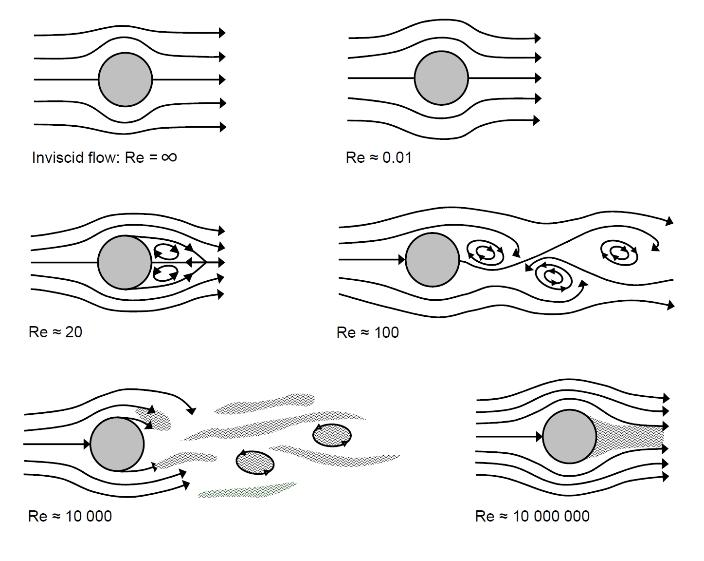 Inviscid flow: Re = ∞
Re ≈ 0.01
Re ≈ 20
Re ≈ 100
Re ≈ 10 000
Re ≈ 10 000 000